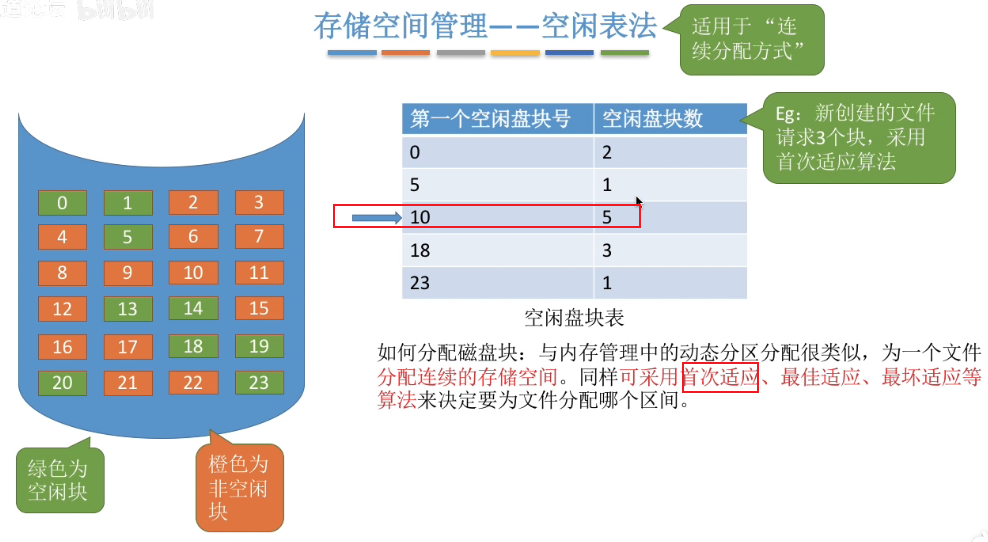 bilibili
存储空间管理——空闲表法
适用于 “连
续分配方式”
第一个空闲盘块号 空闲盘块数
0 2
5 1
10 5
18 3
23 1
空闲盘块表
Eg：新创建的文件
请求3个块，采用
首次适应算法
0 1 2 3
4 5 6 7
8 9 10 11
12 13 14 15
16 17 18 19
20 21 22 23
绿色为
空闲块
橙色为
非空闲
块
如何分配磁盘块：与内存管理中的动态分区分配很类似，为一个文件
分配连续的存储空间。同样可采用首次适应、最佳适应、最坏适应等
算法来决定要为文件分配哪个区间。